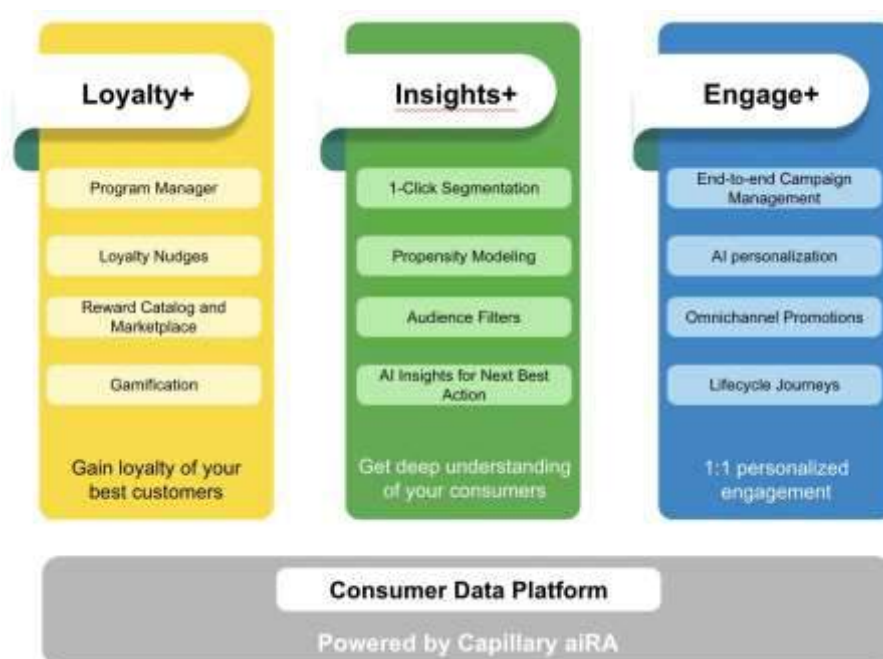 Loyalty+
Program Manager
Loyalty Nudges
Reward Catalog and
Marketplace
Gamification
Gain loyalty of your
best customers
Insights+
1-Click Segmentation
Propensity Modeling
Audience Filters
AI Insights for Next Best
Action
Get deep understanding
of your consumers
Engage+
End-to-end Campaign
Management
AI personalization
Omnichannel Promotions
Lifecycle Journeys
1:1 personalized
engagement
Consumer Data Platform
Powered by Capillary aiRA